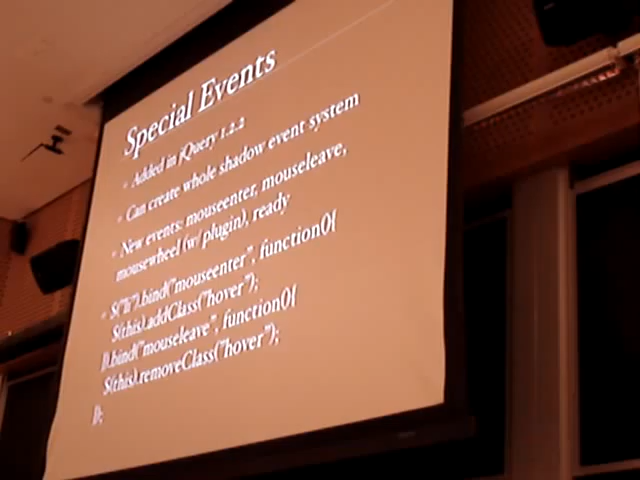 Special Events
• Added in jQuery 1.2.2
• Can create whole shadow event system
• New events: mouseenter, mouseleave,
mousewheel (w/ plugin), ready
• $("li").bind("mouseenter", function(){
$(this).addClass("hover");
}).bind("mouseleave", function(){
$(this).removeClass("hover");
});